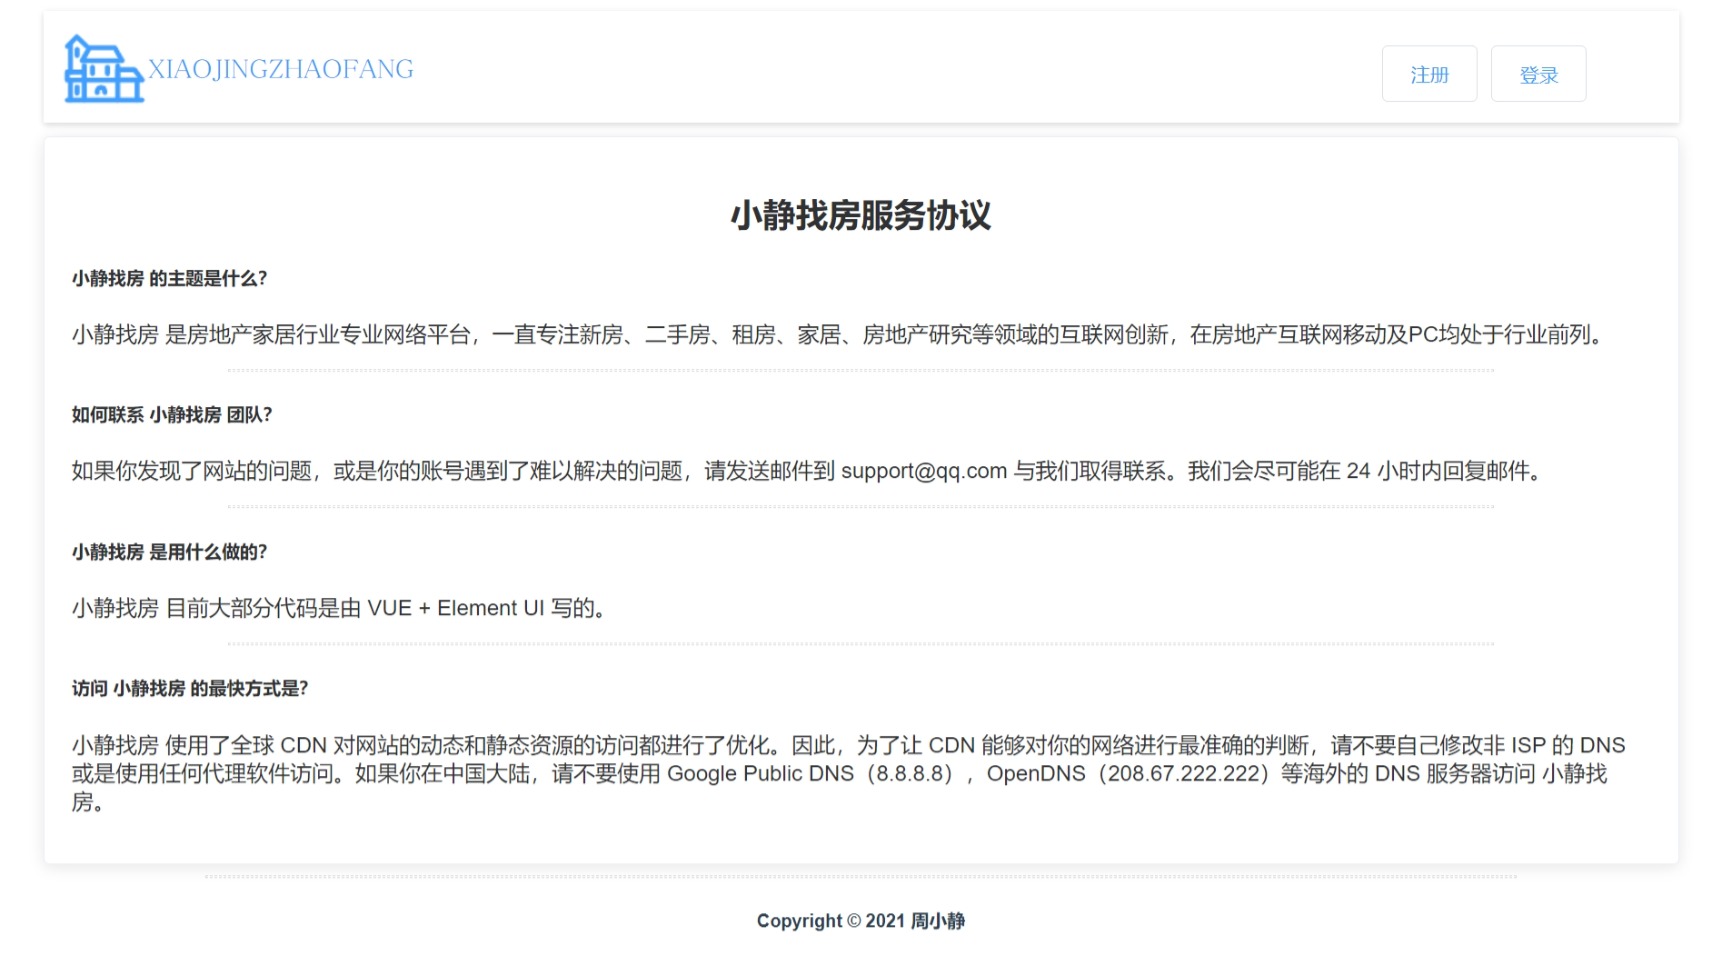 XIAOJINGZHAOFANG
注册
登录
小静找房服务协议
小静找房 的主题是什么?
小静找房 是房地产家居行业专业网络平台，一直专注新房、二手房、租房、家居、房地产研究等领域的互联网创新，在房地产互联网移动及PC均处于行业前列。
如何联系 小静找房 团队?
如果你发现了网站的问题，或是你的账号遇到了难以解决的问题，请发送邮件到 support@qq.com 与我们取得联系。我们会尽可能在 24 小时内回复邮件。
小静找房 是用什么做的?
小静找房 目前大部分代码是由 VUE + Element UI 写的。
访问 小静找房 的最快方式是?
小静找房 使用了全球 CDN 对网站的动态和静态资源的访问都进行了优化。因此，为了让 CDN 能够对你的网络进行最准确的判断，请不要自己修改非 ISP 的 DNS
或是使用任何代理软件访问。如果你在中国大陆，请不要使用 Google Public DNS（8.8.8.8），OpenDNS（208.67.222.222）等海外的 DNS 服务器访问 小静找
房。
Copyright © 2021 周小静